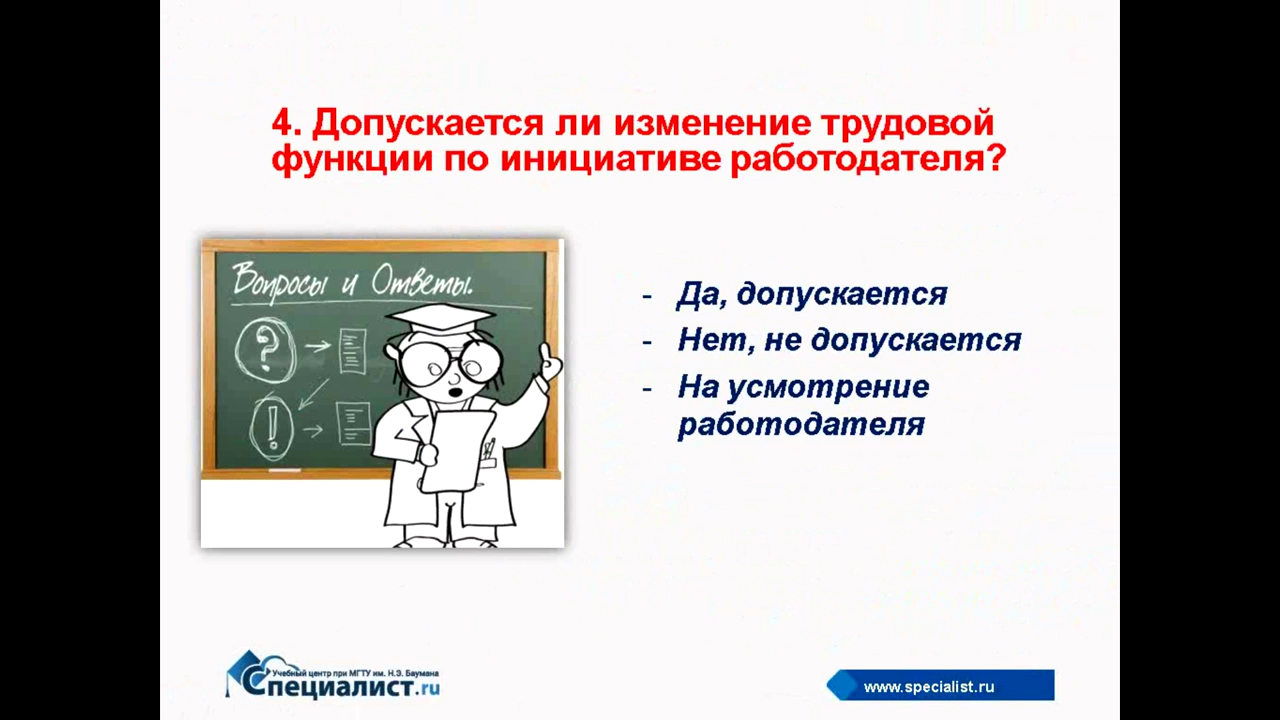 4. Допускается ли изменение трудовой
функции по инициативе работодателя?
Вопросы и Ответы.
?
!
- Да, допускается
- Нет, не допускается
- На усмотрение
работодателя
Учебный центр при МГТУ им. Н.Э. Баумана
Специалист.ru
www.specialist.ru